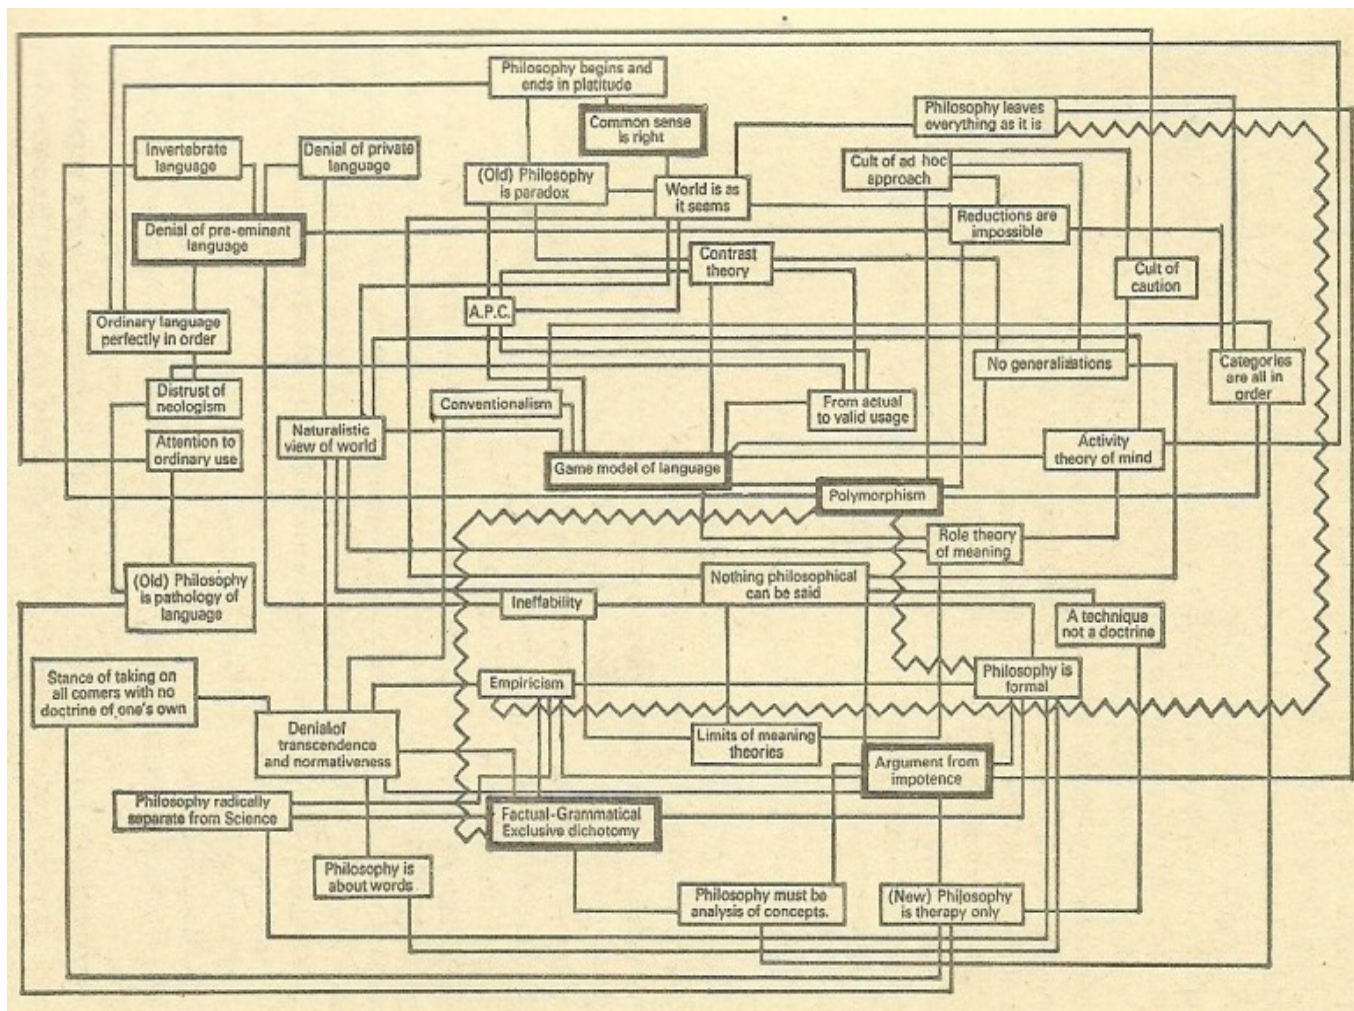 Philosophy begins and
ends in platitude
Common sense
is right
Philosophy leaves
everything as it is
Invertebrate
language
Denial of private
language
(Old) Philosophy
is paradox
World is as
it seems
Cult of ad hoc
approach
Reductions are
impossible
Denial of pre-eminent
language
Contrast
theory
Cult of
caution
A.P.C.
Ordinary language
perfectly in order
No generalizations
Categories
are all in
order
Distrust of
neologism
Conventionalism
From actual
to valid usage
Naturalistic
view of world
Attention to
ordinary use
Activity
theory of mind
Game model of language
Polymorphism
Role theory
of meaning
(Old) Philosophy
is pathology of
language
Nothing philosophical
can be said
Ineffability
A technique
not a doctrine
Stance of taking on
all comers with no
doctrine of one's own
Empiricism
Philosophy is
formal
Denial of
transcendence
and normativeness
Limits of meaning
theories
Argument from
impotence
Philosophy radically
separate from Science
Factual-Grammatical
Exclusive dichotomy
Philosophy is
about words
Philosophy must be
analysis of concepts.
(New) Philosophy
is therapy only